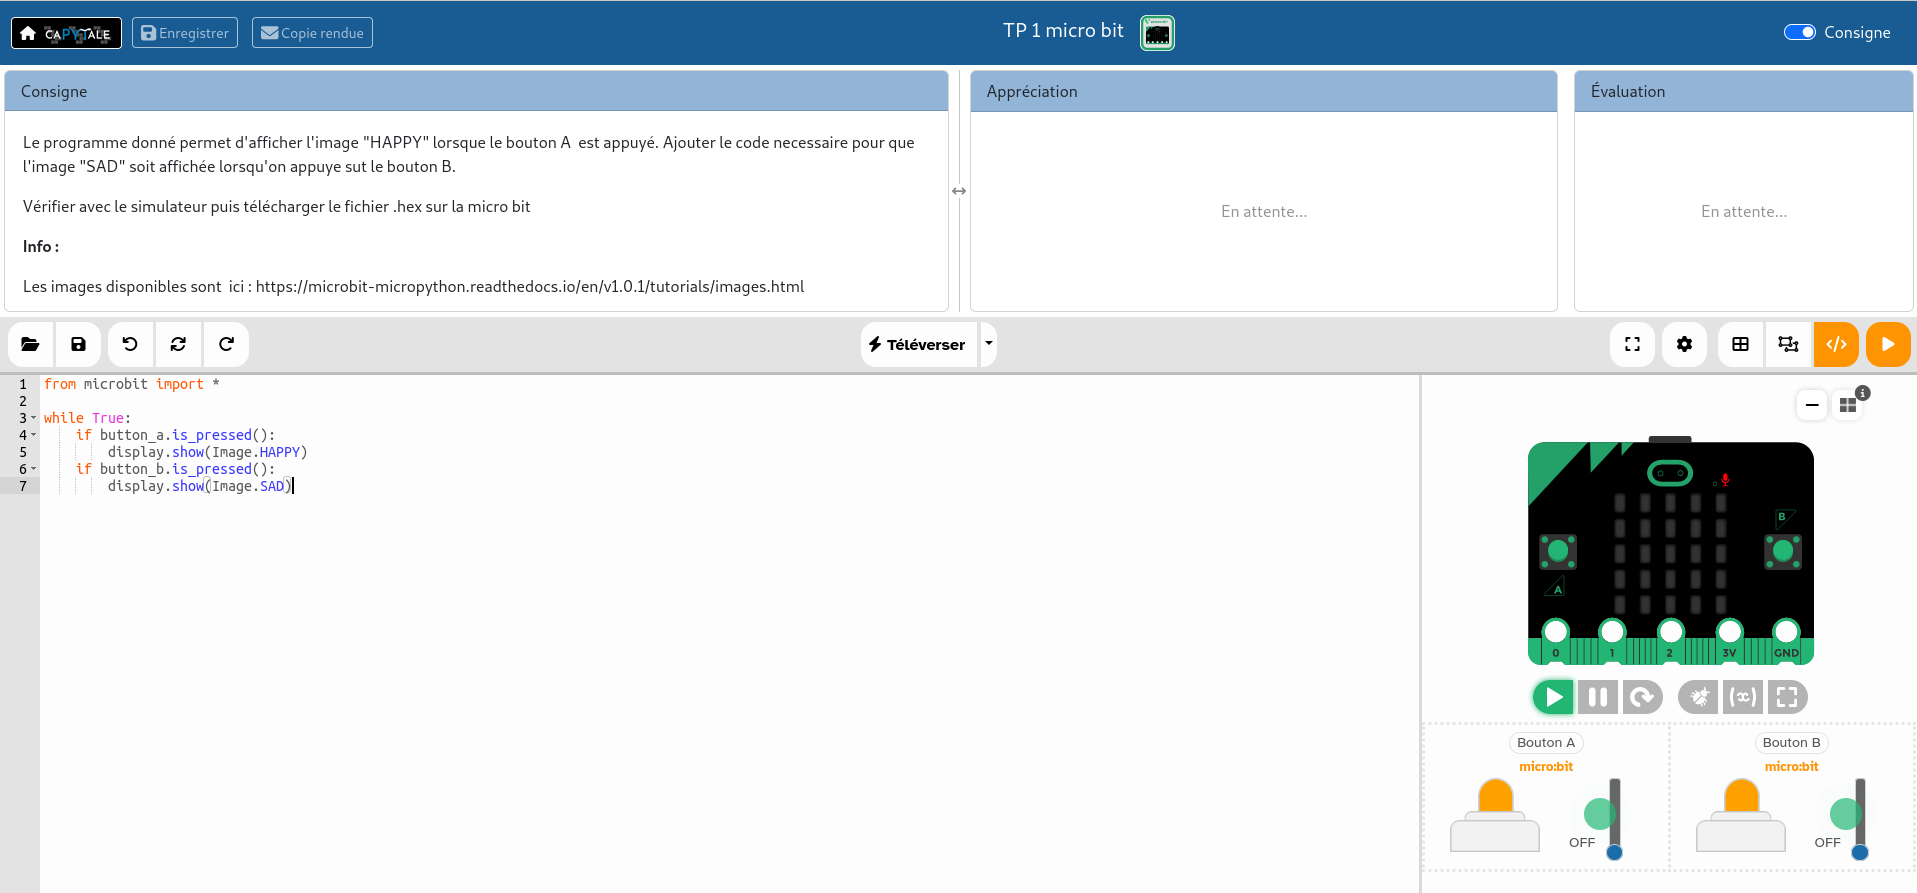 CAPYTALE
Enregistrer
Copie rendue
TP 1 micro bit
Consigne
Consigne
Le programme donné permet d'afficher l'image "HAPPY" lorsque le bouton A  est appuyé. Ajouter le code necessaire pour que
l'image "SAD" soit affichée lorsqu'on appuye sut le bouton B.
Vérifier avec le simulateur puis télécharger le fichier .hex sur la micro bit
Info :
Les images disponibles sont  ici : https://microbit-micropython.readthedocs.io/en/v1.0.1/tutorials/images.html
Appréciation
En attente...
Évaluation
En attente...
Téléverser
</>
1 from microbit import *
2
3 while True:
4     if button_a.is_pressed():
5         display.show(Image.HAPPY)
6     if button_b.is_pressed():
7         display.show(Image.SAD)
i
B
A
0 1 2 3V GND
(x)
Bouton A
micro:bit
OFF
Bouton B
micro:bit
OFF